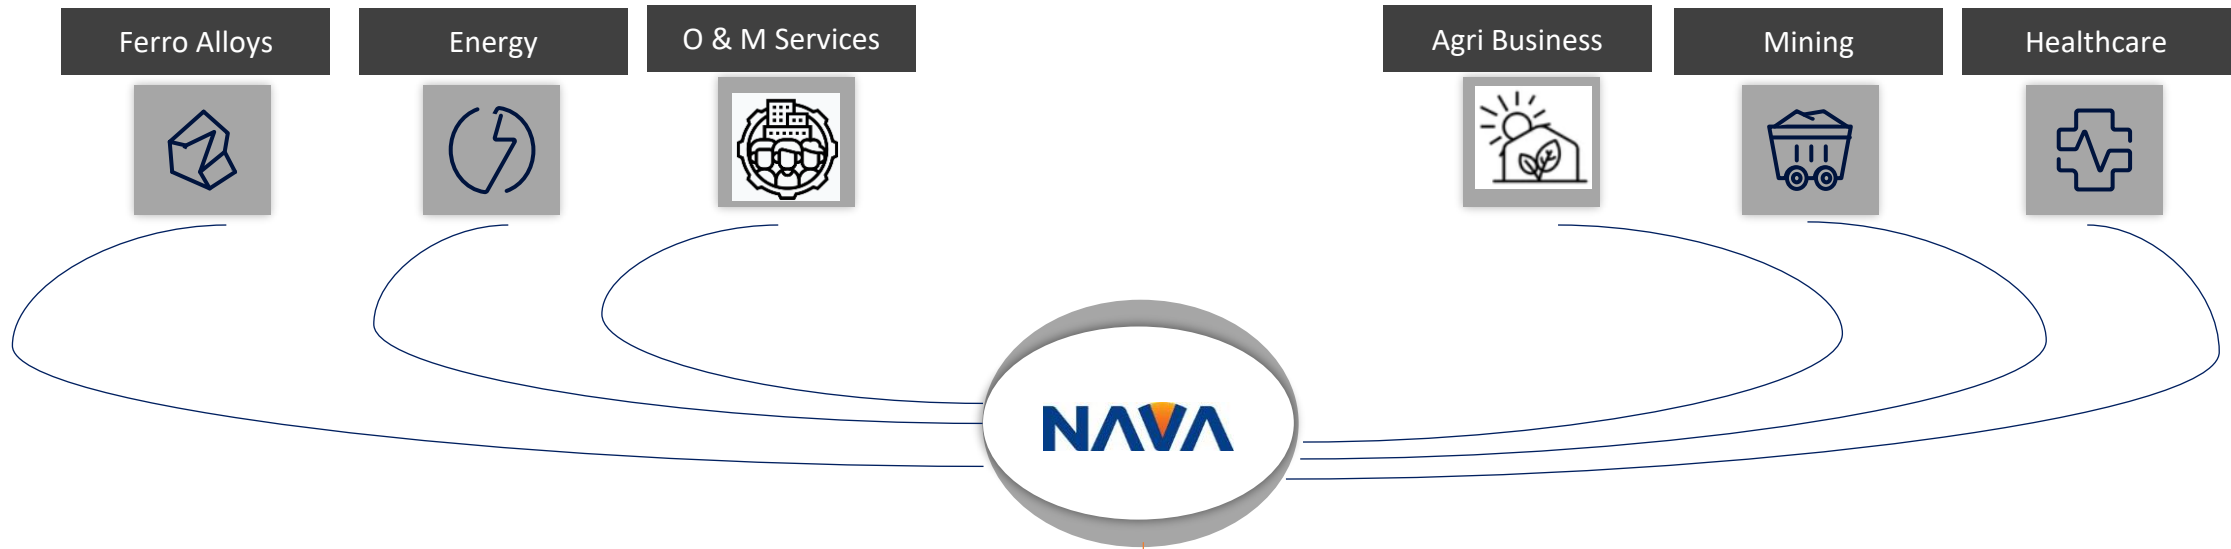 Ferro Alloys
Energy
O & M Services
Agri Business
Mining
Healthcare
NAVA